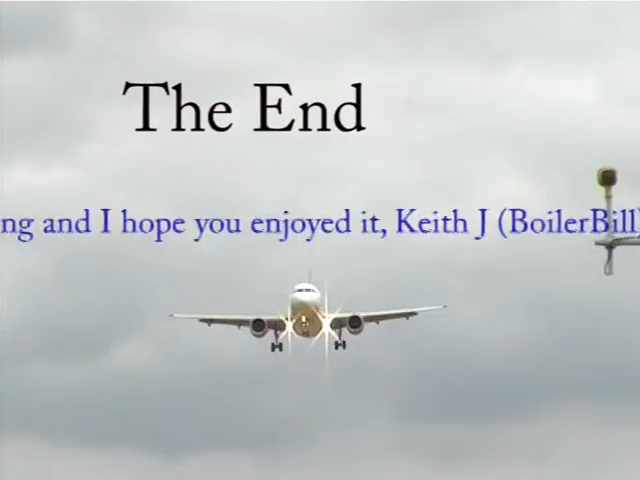 The End
ng and I hope you enjoyed it, Keith J (BoilerBill)